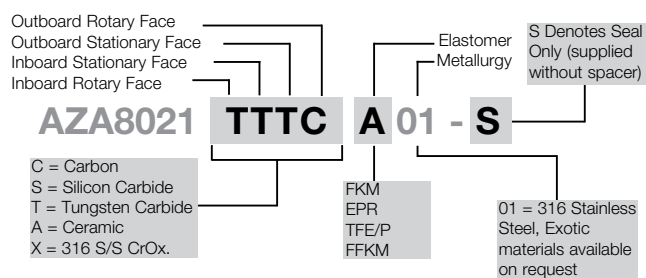 Outboard Rotary Face
Outboard Stationary Face
Inboard Stationary Face
Inboard Rotary Face
Elastomer
Metallurgy
S Denotes Seal
Only (supplied
without spacer)
AZA8021 TTTC A 01 - S
C = Carbon
S = Silicon Carbide
T = Tungsten Carbide
A = Ceramic
X = 316 S/S CrOx.
FKM
EPR
TFE/P
FFKM
01 = 316 Stainless
Steel, Exotic
materials available
on request